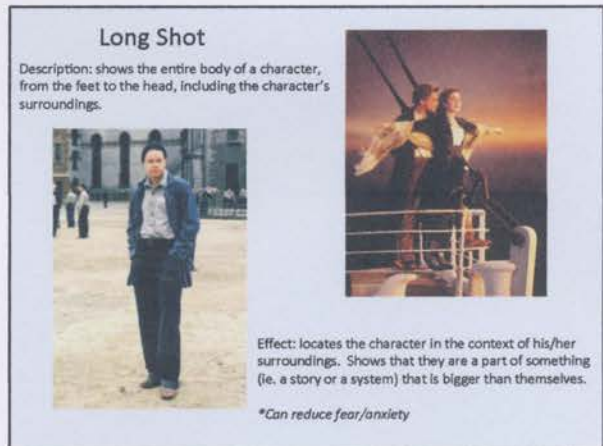 Long Shot
Description: shows the entire body of a character,
from the feet to the head, including the character's
surroundings.
Effect: locates the character in the context of his/her
surroundings. Shows that they are a part of something
(ie. a story or a system) that is bigger than themselves.
*Can reduce fear/anxiety